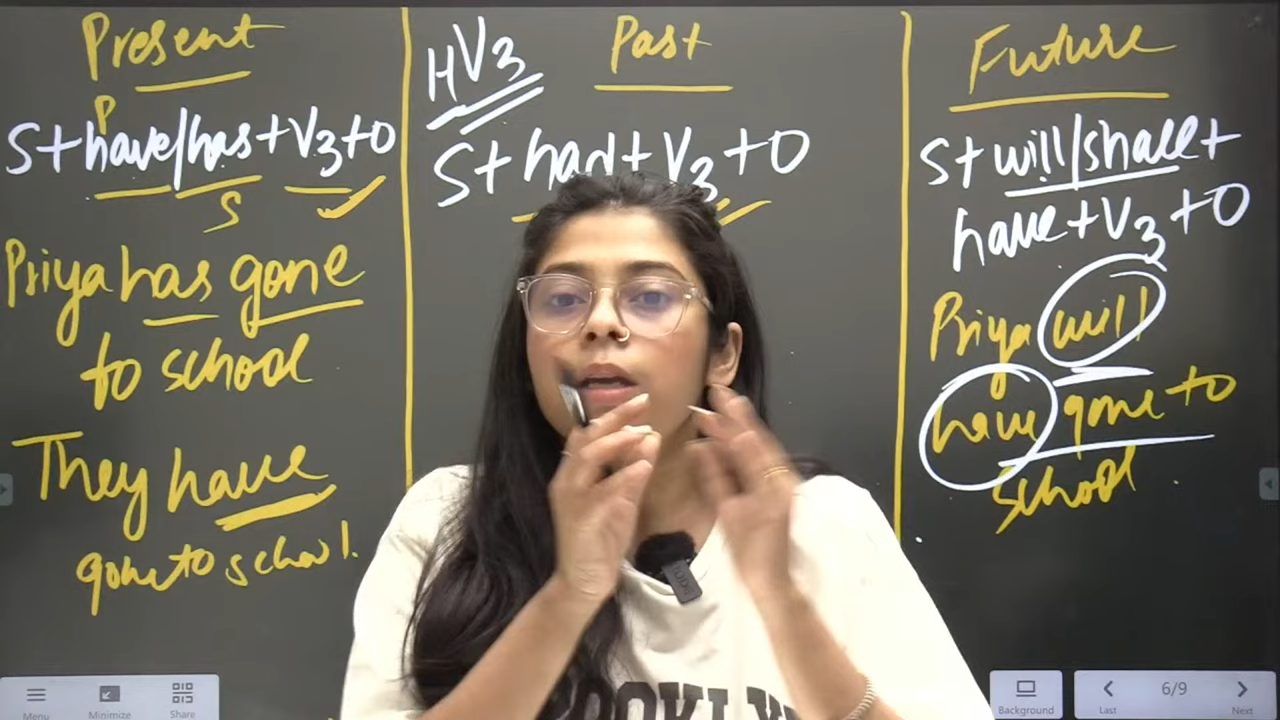 Present
P
S+have/has+V3+O
S
Priya has gone
to school
They have
gone to school.
HV3
Past
S+had+V3+O
Future
S+will/shall+
have+V3+O
Priya will
have gone to
school
Menu
Minimize
Share
Background
Last
6/9
Next